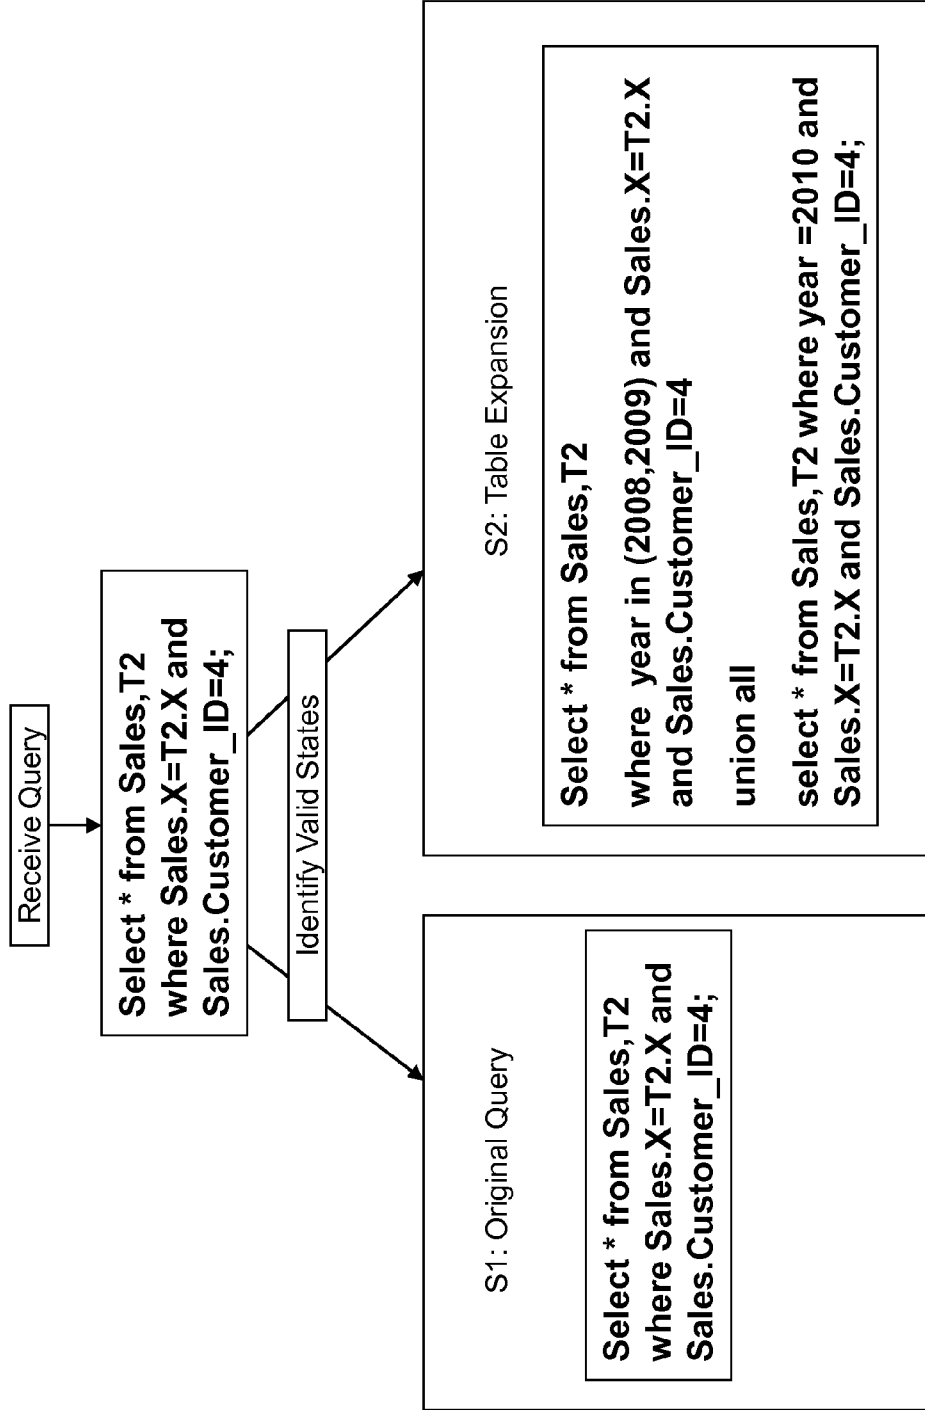 Receive Query
Select * from Sales,T2
where Sales.X=T2.X and
Sales.Customer_ID=4;
Identify Valid States
S1: Original Query
Select * from Sales,T2
where Sales.X=T2.X and
Sales.Customer_ID=4;
S2: Table Expansion
Select * from Sales,T2
where year in (2008,2009) and Sales.X=T2.X
and Sales.Customer_ID=4
union all
select * from Sales,T2 where year =2010 and
Sales.X=T2.X and Sales.Customer_ID=4;